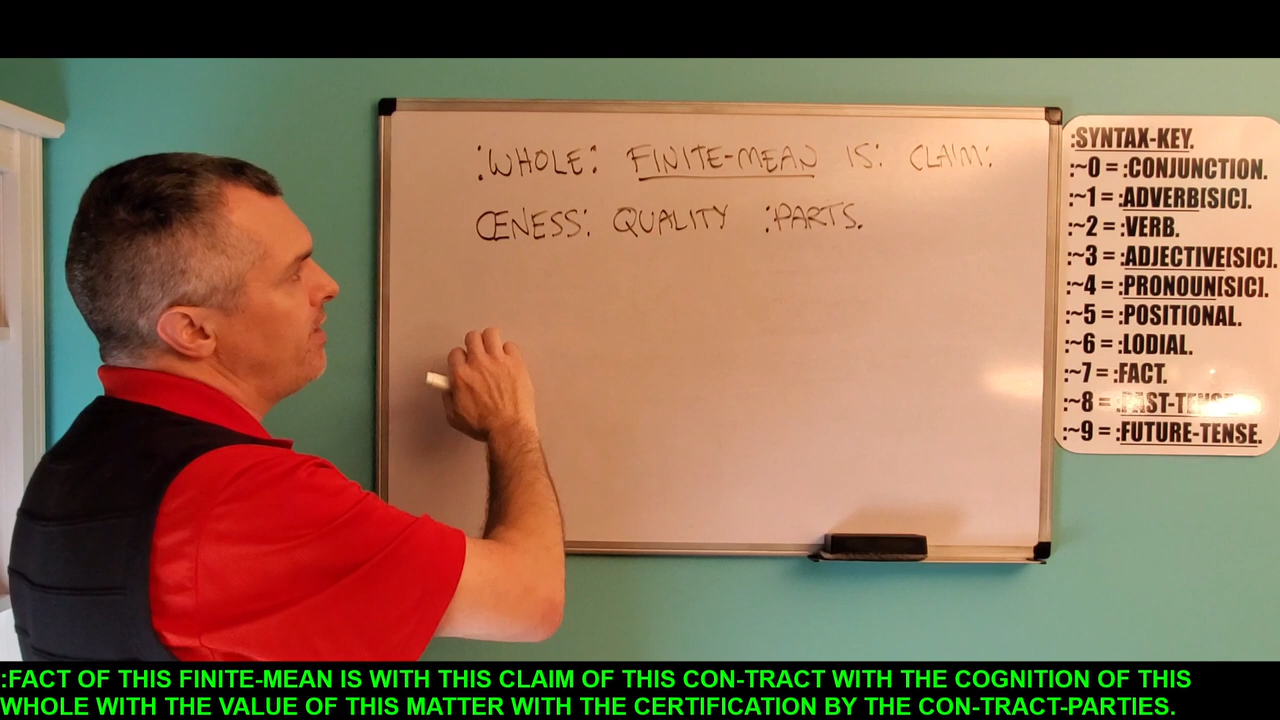 :WHOLE: FINITE-MEAN IS: CLAIM:
ŒNESS: QUALITY :PARTS.
:SYNTAX-KEY.
:~0 = :CONJUNCTION.
:~1 = :ADVERB[SIC].
:~2 = :VERB.
:~3 = :ADJECTIVE[SIC].
:~4 = :PRONOUN[SIC].
:~5 = :POSITIONAL.
:~6 = :LODIAL.
:~7 = :FACT.
:~8 = :PAST-TENSE.
:~9 = :FUTURE-TENSE.
:FACT OF THIS FINITE-MEAN IS WITH THIS CLAIM OF THIS CON-TRACT WITH THE COGNITION OF THIS
WHOLE WITH THE VALUE OF THIS MATTER WITH THE CERTIFICATION BY THE CON-TRACT-PARTIES.